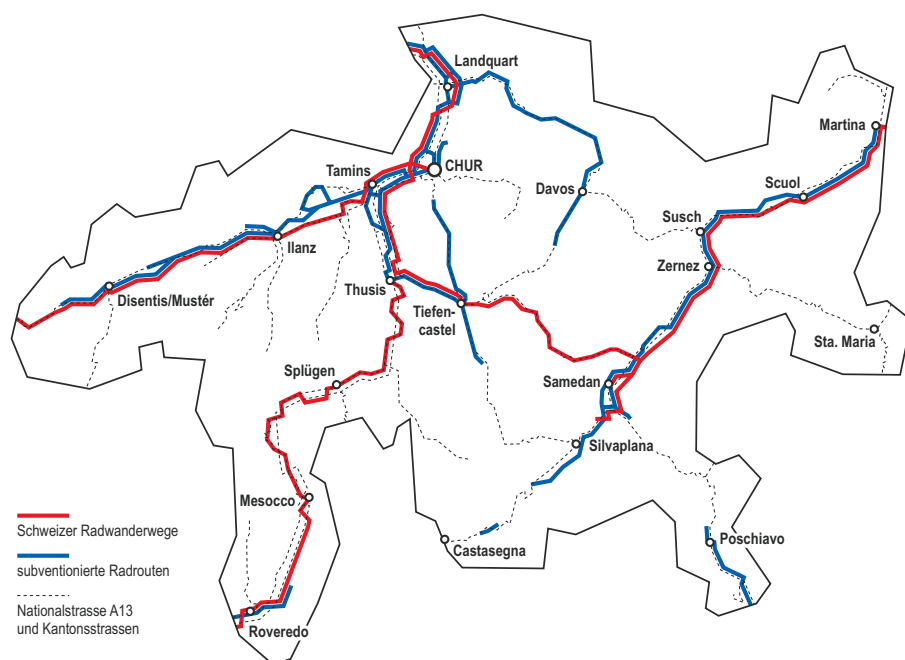 Landquart
Martina
CHUR
Tamins
Scuol
Davos
Susch
Ilanz
Zernez
Disentis/Mustér
Thusis
Tiefen-
castel
Sta. Maria
Splügen
Samedan
Silvaplana
Mesocco
Schweizer Radwanderwege
Castasegna
Poschiavo
subventionierte Radrouten
Nationalstrasse A13
und Kantonsstrassen
Roveredo